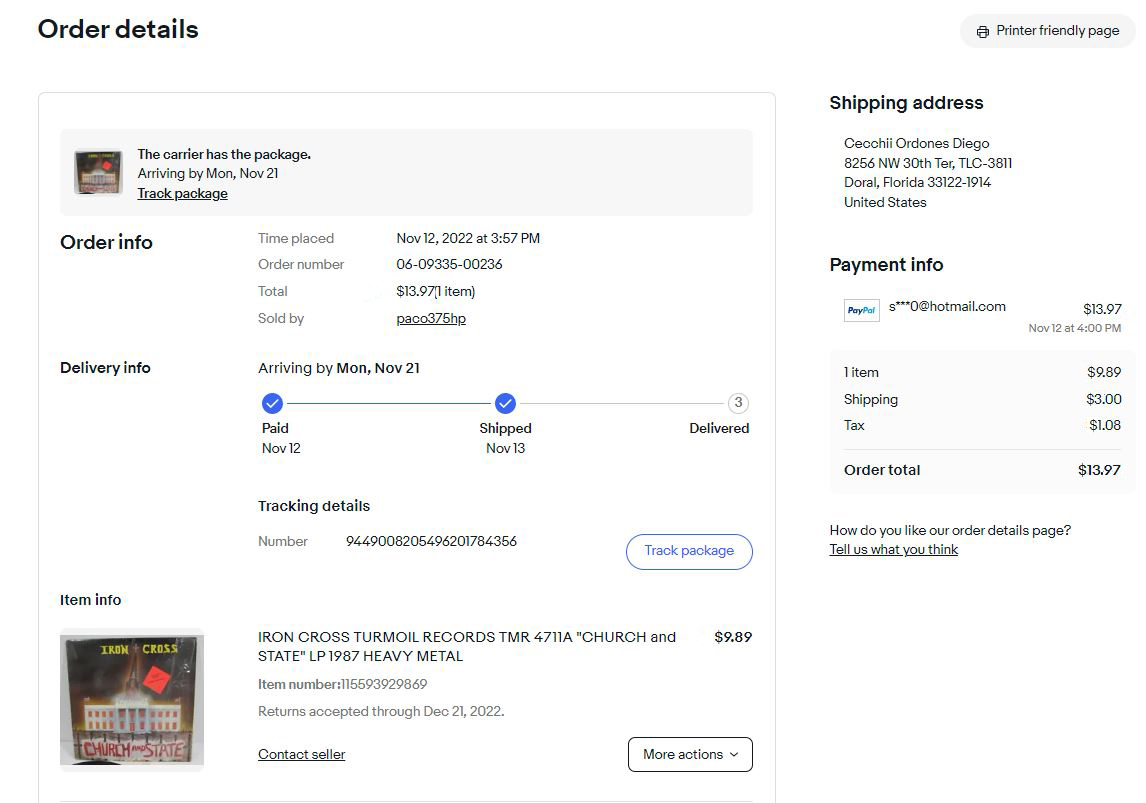 Order details
Printer friendly page
The carrier has the package.
Arriving by Mon, Nov 21
Track package
Order info
Time placed Nov 12, 2022 at 3:57 PM
Order number 06-09335-00236
Total $13.97(1 item)
Sold by paco375hp
Delivery info
Arriving by Mon, Nov 21
3
Paid Shipped Delivered
Nov 12 Nov 13
Tracking details
Number 9449008205496201784356
Track package
Item info
IRON CROSS
CHURCH AND STATE
IRON CROSS TURMOIL RECORDS TMR 4711A "CHURCH and $9.89
STATE" LP 1987 HEAVY METAL
Item number:115593929869
Returns accepted through Dec 21, 2022.
Contact seller
More actions
Shipping address
Cecchii Ordones Diego
8256 NW 30th Ter, TLC-3811
Doral, Florida 33122-1914
United States
Payment info
PayPal s***0@hotmail.com $13.97
Nov 12 at 4:00 PM
1 item $9.89
Shipping $3.00
Tax $1.08
Order total $13.97
How do you like our order details page?
Tell us what you think